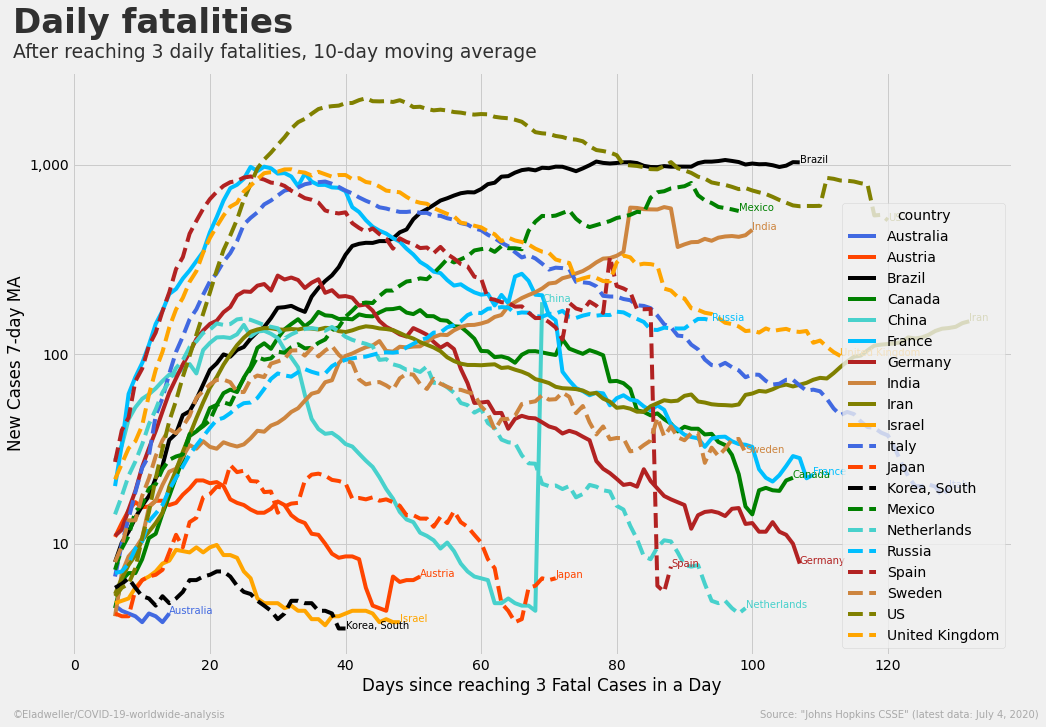 Daily fatalities
After reaching 3 daily fatalities, 10-day moving average
New Cases 7-day MA
1,000
100
10
0
20
40
60
80
100
120
Days since reaching 3 Fatal Cases in a Day
Brazil
Mexico
India
China
Russia
Iran
Sweden
France
Canada
Germany
Spain
Austria
Japan
Netherlands
Australia
Israel
Korea, South
country
Australia
Austria
Brazil
Canada
China
France
Germany
India
Iran
Israel
Italy
Japan
Korea, South
Mexico
Netherlands
Russia
Spain
Sweden
US
United Kingdom
©Eladweller/COVID-19-worldwide-analysis
Source: "Johns Hopkins CSSE" (latest data: July 4, 2020)